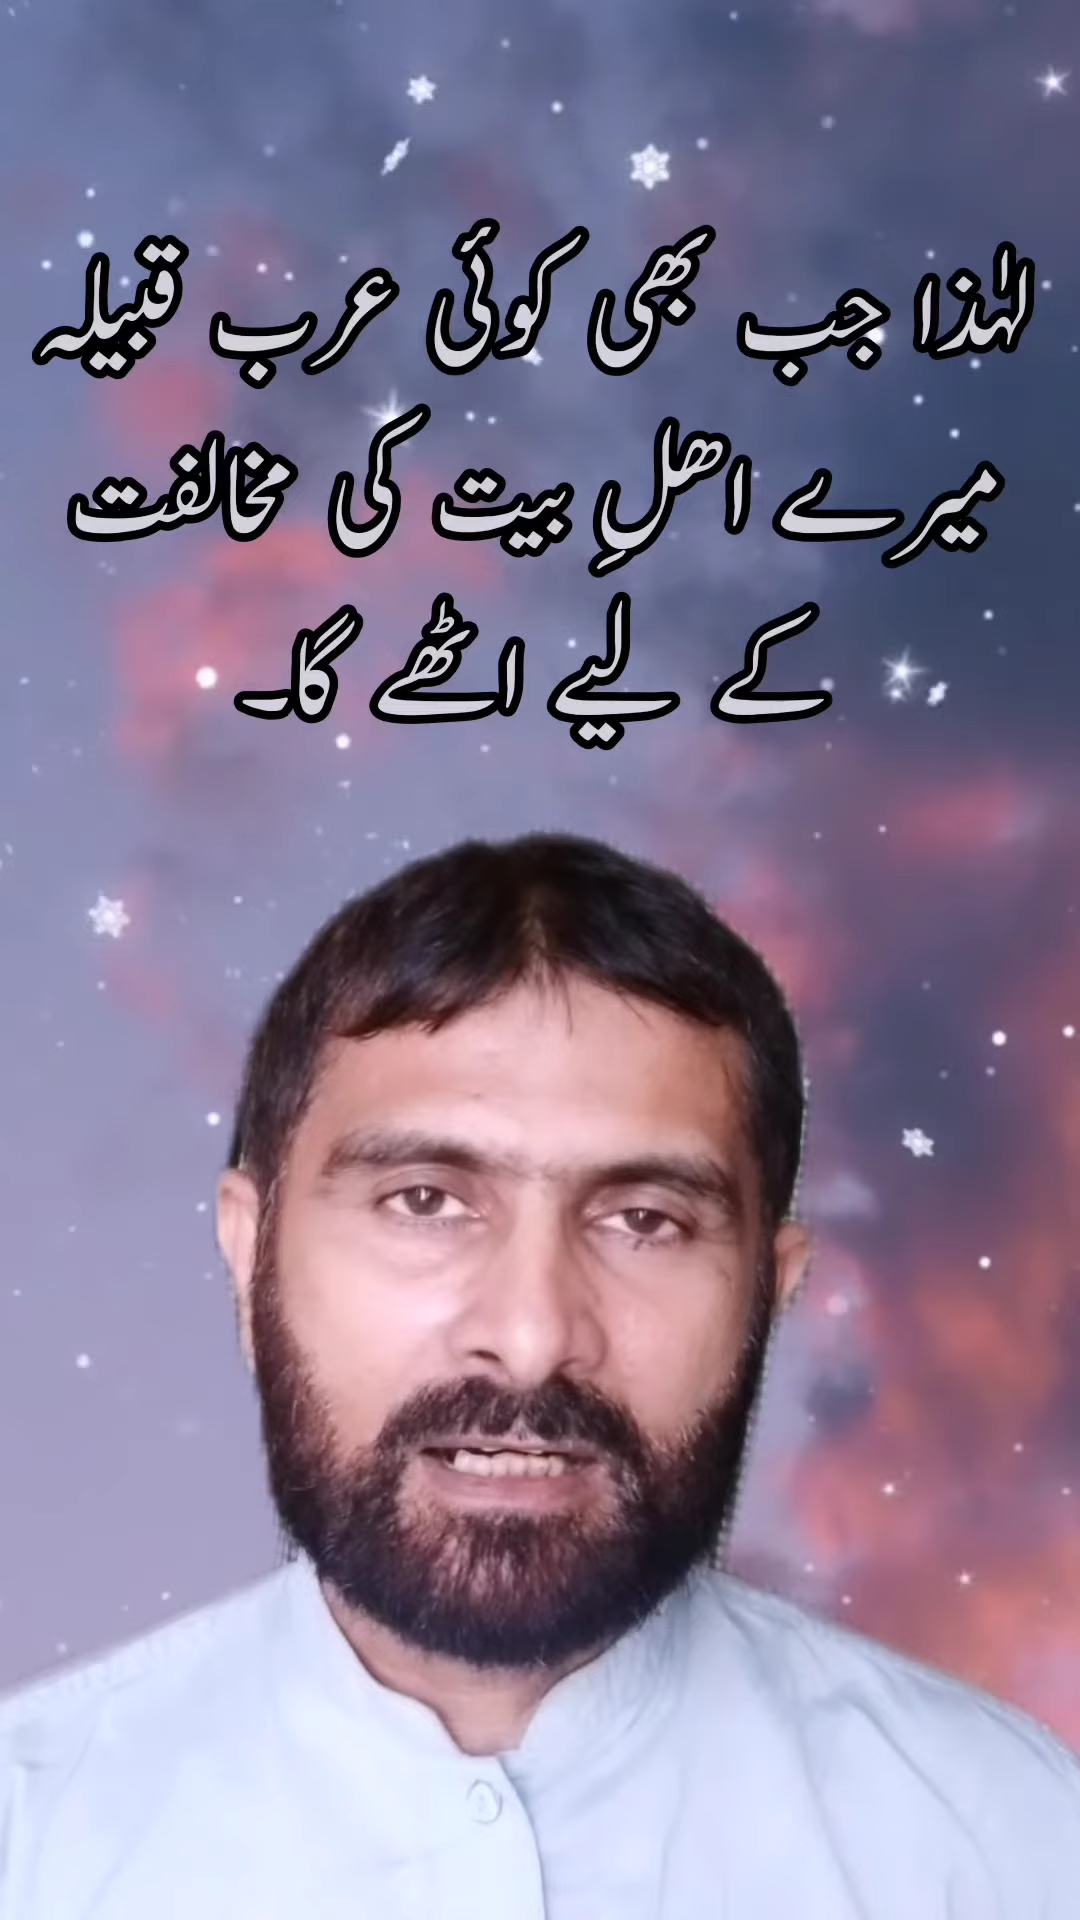 لہٰذا جب بھی کوئی عرب قبیلہ
میرے اھلِ بیت کی مخالفت
کے لیے اٹھے گا۔